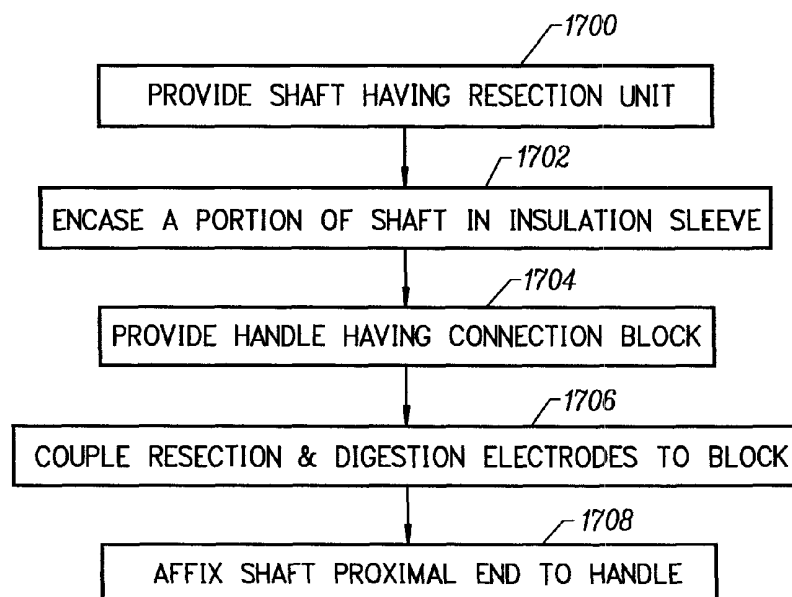 1700
PROVIDE SHAFT HAVING RESECTION UNIT
1702
ENCASE A PORTION OF SHAFT IN INSULATION SLEEVE
1704
PROVIDE HANDLE HAVING CONNECTION BLOCK
1706
COUPLE RESECTION & DIGESTION ELECTRODES TO BLOCK
1708
AFFIX SHAFT PROXIMAL END TO HANDLE